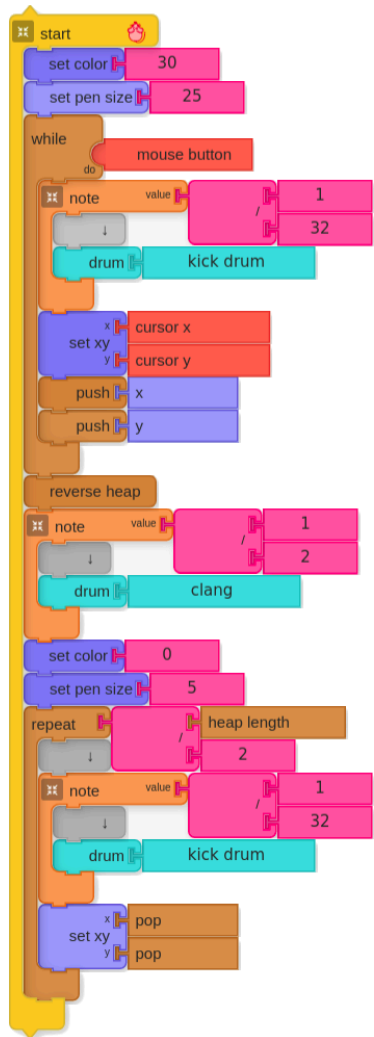 start
set color 30
set pen size 25
while
do mouse button
note value 1 / 32
↓
drum kick drum
set xy x cursor x
y cursor y
push x
push y
reverse heap
note value 1 / 2
↓
drum clang
set color 0
set pen size 5
repeat heap length / 2
↓
note value 1 / 32
↓
drum kick drum
set xy x pop
y pop